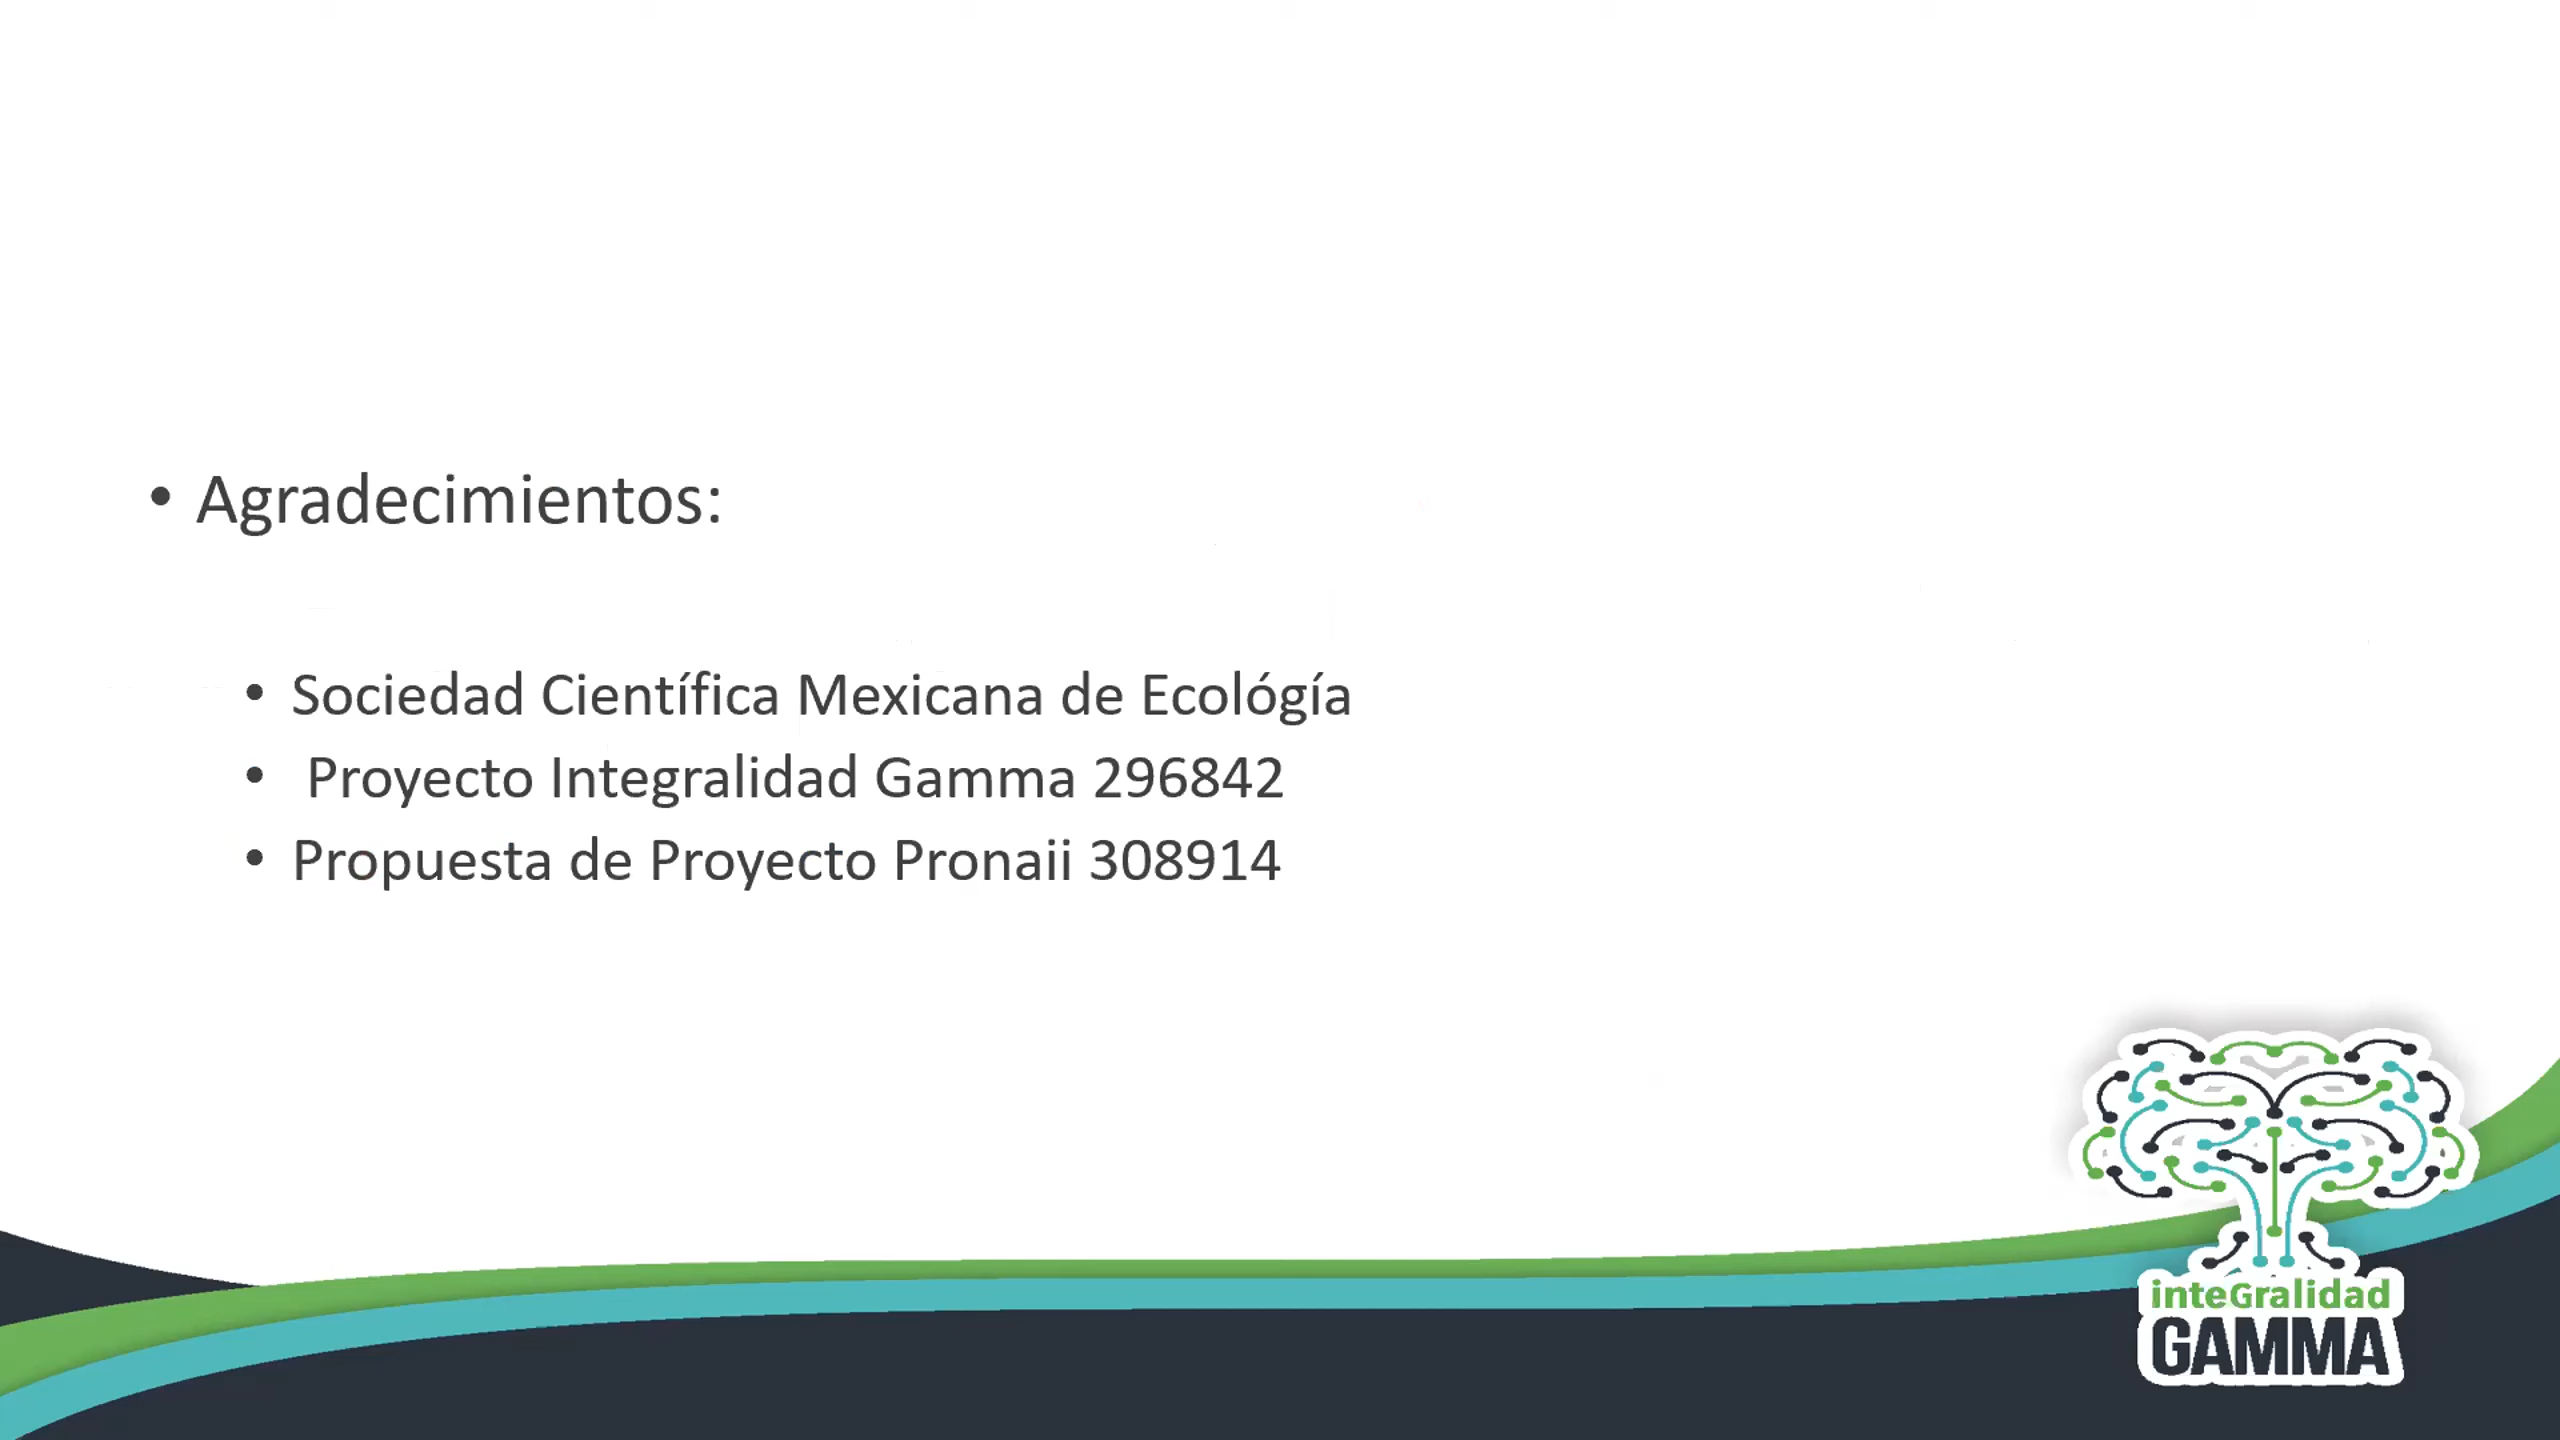 • Agradecimientos:
• Sociedad Científica Mexicana de Ecológía
• Proyecto Integralidad Gamma 296842
• Propuesta de Proyecto Pronaii 308914
inteGralidad
GAMMA